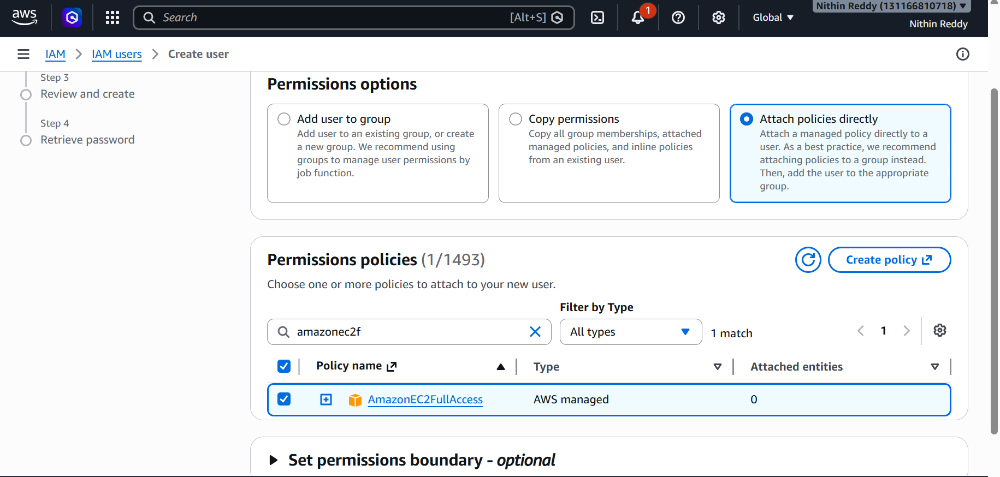 aws
Search
[Alt+S]
1
Global
Nithin Reddy (131166810718)
Nithin Reddy
IAM
IAM users
Create user
Step 3
Review and create
Step 4
Retrieve password
Permissions options
Add user to group
Add user to an existing group, or create
a new group. We recommend using
groups to manage user permissions by
job function.
Copy permissions
Copy all group memberships, attached
managed policies, and inline policies
from an existing user.
Attach policies directly
Attach a managed policy directly to a
user. As a best practice, we recommend
attaching policies to a group instead.
Then, add the user to the appropriate
group.
Permissions policies (1/1493)
Create policy
Choose one or more policies to attach to your new user.
Filter by Type
amazonec2f
All types
1 match
1
Policy name
Type
Attached entities
AmazonEC2FullAccess
AWS managed
0
Set permissions boundary - optional